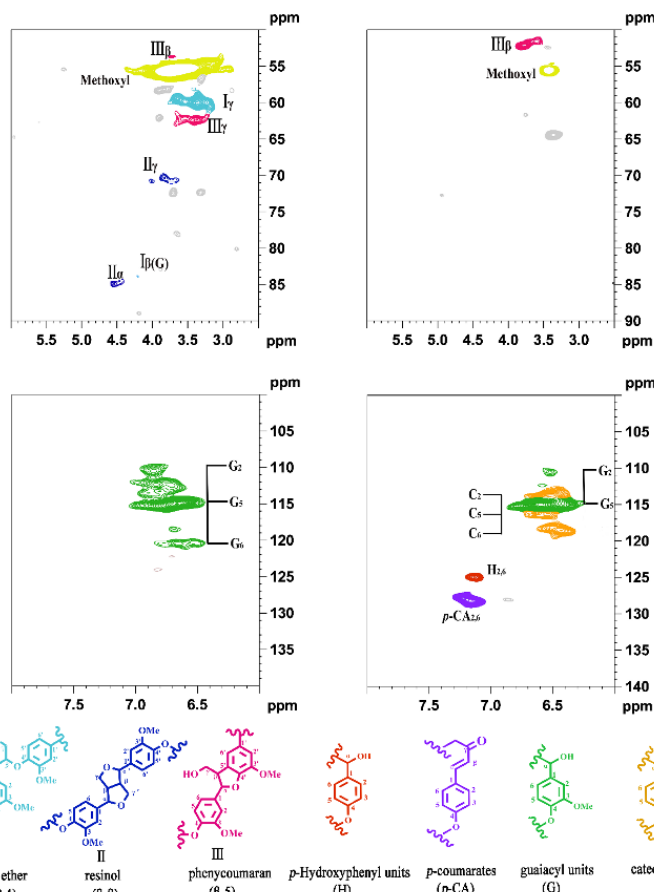 ppm
ppm
IIIβ
Methoxyl
Iγ
IIIγ
IIγ
Iβ(G)
IIα
55
60
65
70
75
80
85
5.5 5.0 4.5 4.0 3.5 3.0
ppm
IIIβ
Methoxyl
55
60
65
70
75
80
85
90
5.5 5.0 4.5 4.0 3.5 3.0
ppm
ppm
G2
G5
G6
105
110
115
120
125
130
135
7.0 6.5
ppm
ppm
G2
G5
C2
C5
C6
H2,6
p-CA2,6
105
110
115
120
125
130
135
140
7.5 7.0 6.5
ppm
OMe
OMe
OMe
OMe
HO
OMe
OMe
OH
O
OH
OMe
II
III
ether
resinol
phenycoumaran
p-Hydroxyphenyl units
p-coumarates
guaiacyl units
cate
(β-β)
(β-5)
(H)
(p-CA)
(G)